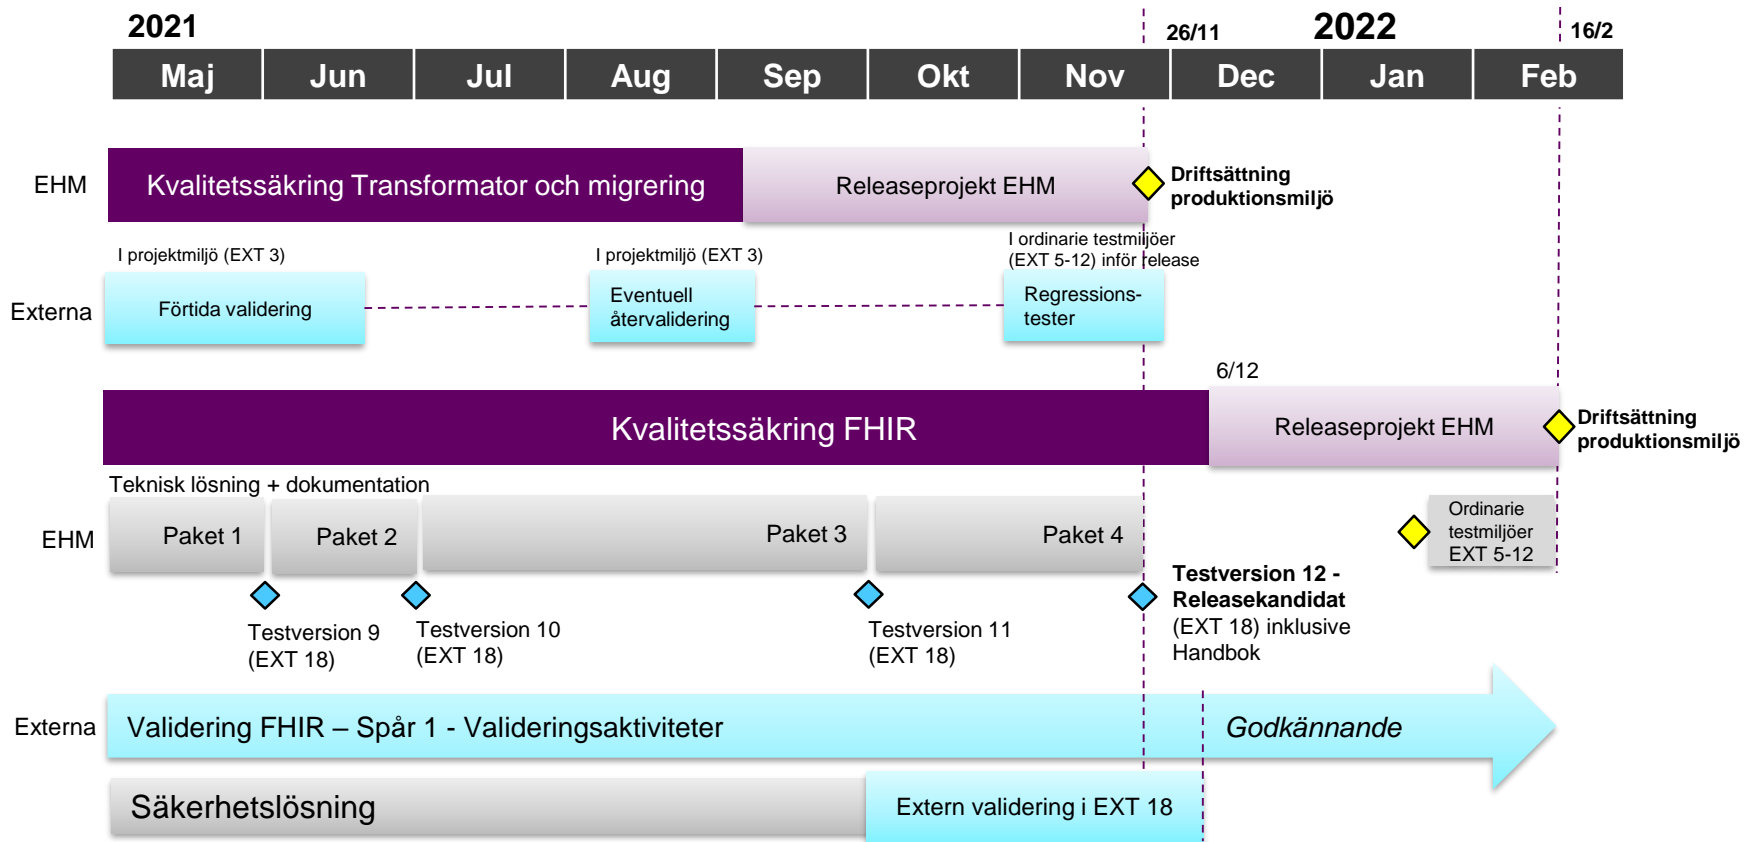 2021
26/11
2022
16/2
Maj
Jun
Jul
Aug
Sep
Okt
Nov
Dec
Jan
Feb
EHM
Kvalitetssäkring Transformator och migrering
Releaseprojekt EHM
Driftsättning
produktionsmiljö
I projektmiljö (EXT 3)
I projektmiljö (EXT 3)
I ordinarie testmiljöer
(EXT 5-12) inför release
Externa
Förtida validering
Eventuell
återvalidering
Regressions-
tester
6/12
Kvalitetssäkring FHIR
Releaseprojekt EHM
Driftsättning
produktionsmiljö
Teknisk lösning + dokumentation
EHM
Paket 1
Paket 2
Paket 3
Paket 4
Ordinarie
testmiljöer
EXT 5-12
Testversion 9
(EXT 18)
Testversion 10
(EXT 18)
Testversion 11
(EXT 18)
Testversion 12 -
Releasekandidat
(EXT 18) inklusive
Handbok
Externa
Validering FHIR – Spår 1 - Valideringsaktiviteter
Godkännande
Säkerhetslösning
Extern validering i EXT 18